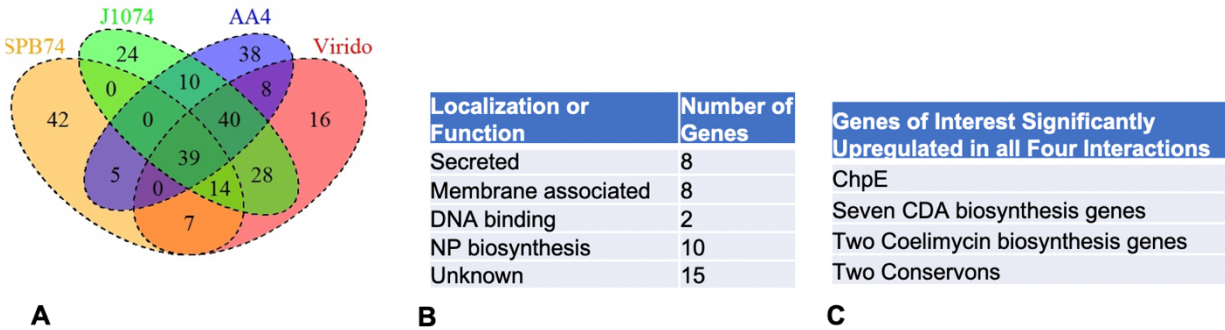 J1074
AA4
SPB74
Virido
24
38
0
10
8
42
0
40
16
39
5
0
14
28
7
A
Localization or
Function
Number of
Genes
Secreted 8
Membrane associated 8
DNA binding 2
NP biosynthesis 10
Unknown 15
B
Genes of Interest Significantly
Upregulated in all Four Interactions
ChpE
Seven CDA biosynthesis genes
Two Coelimycin biosynthesis genes
Two Conservons
C